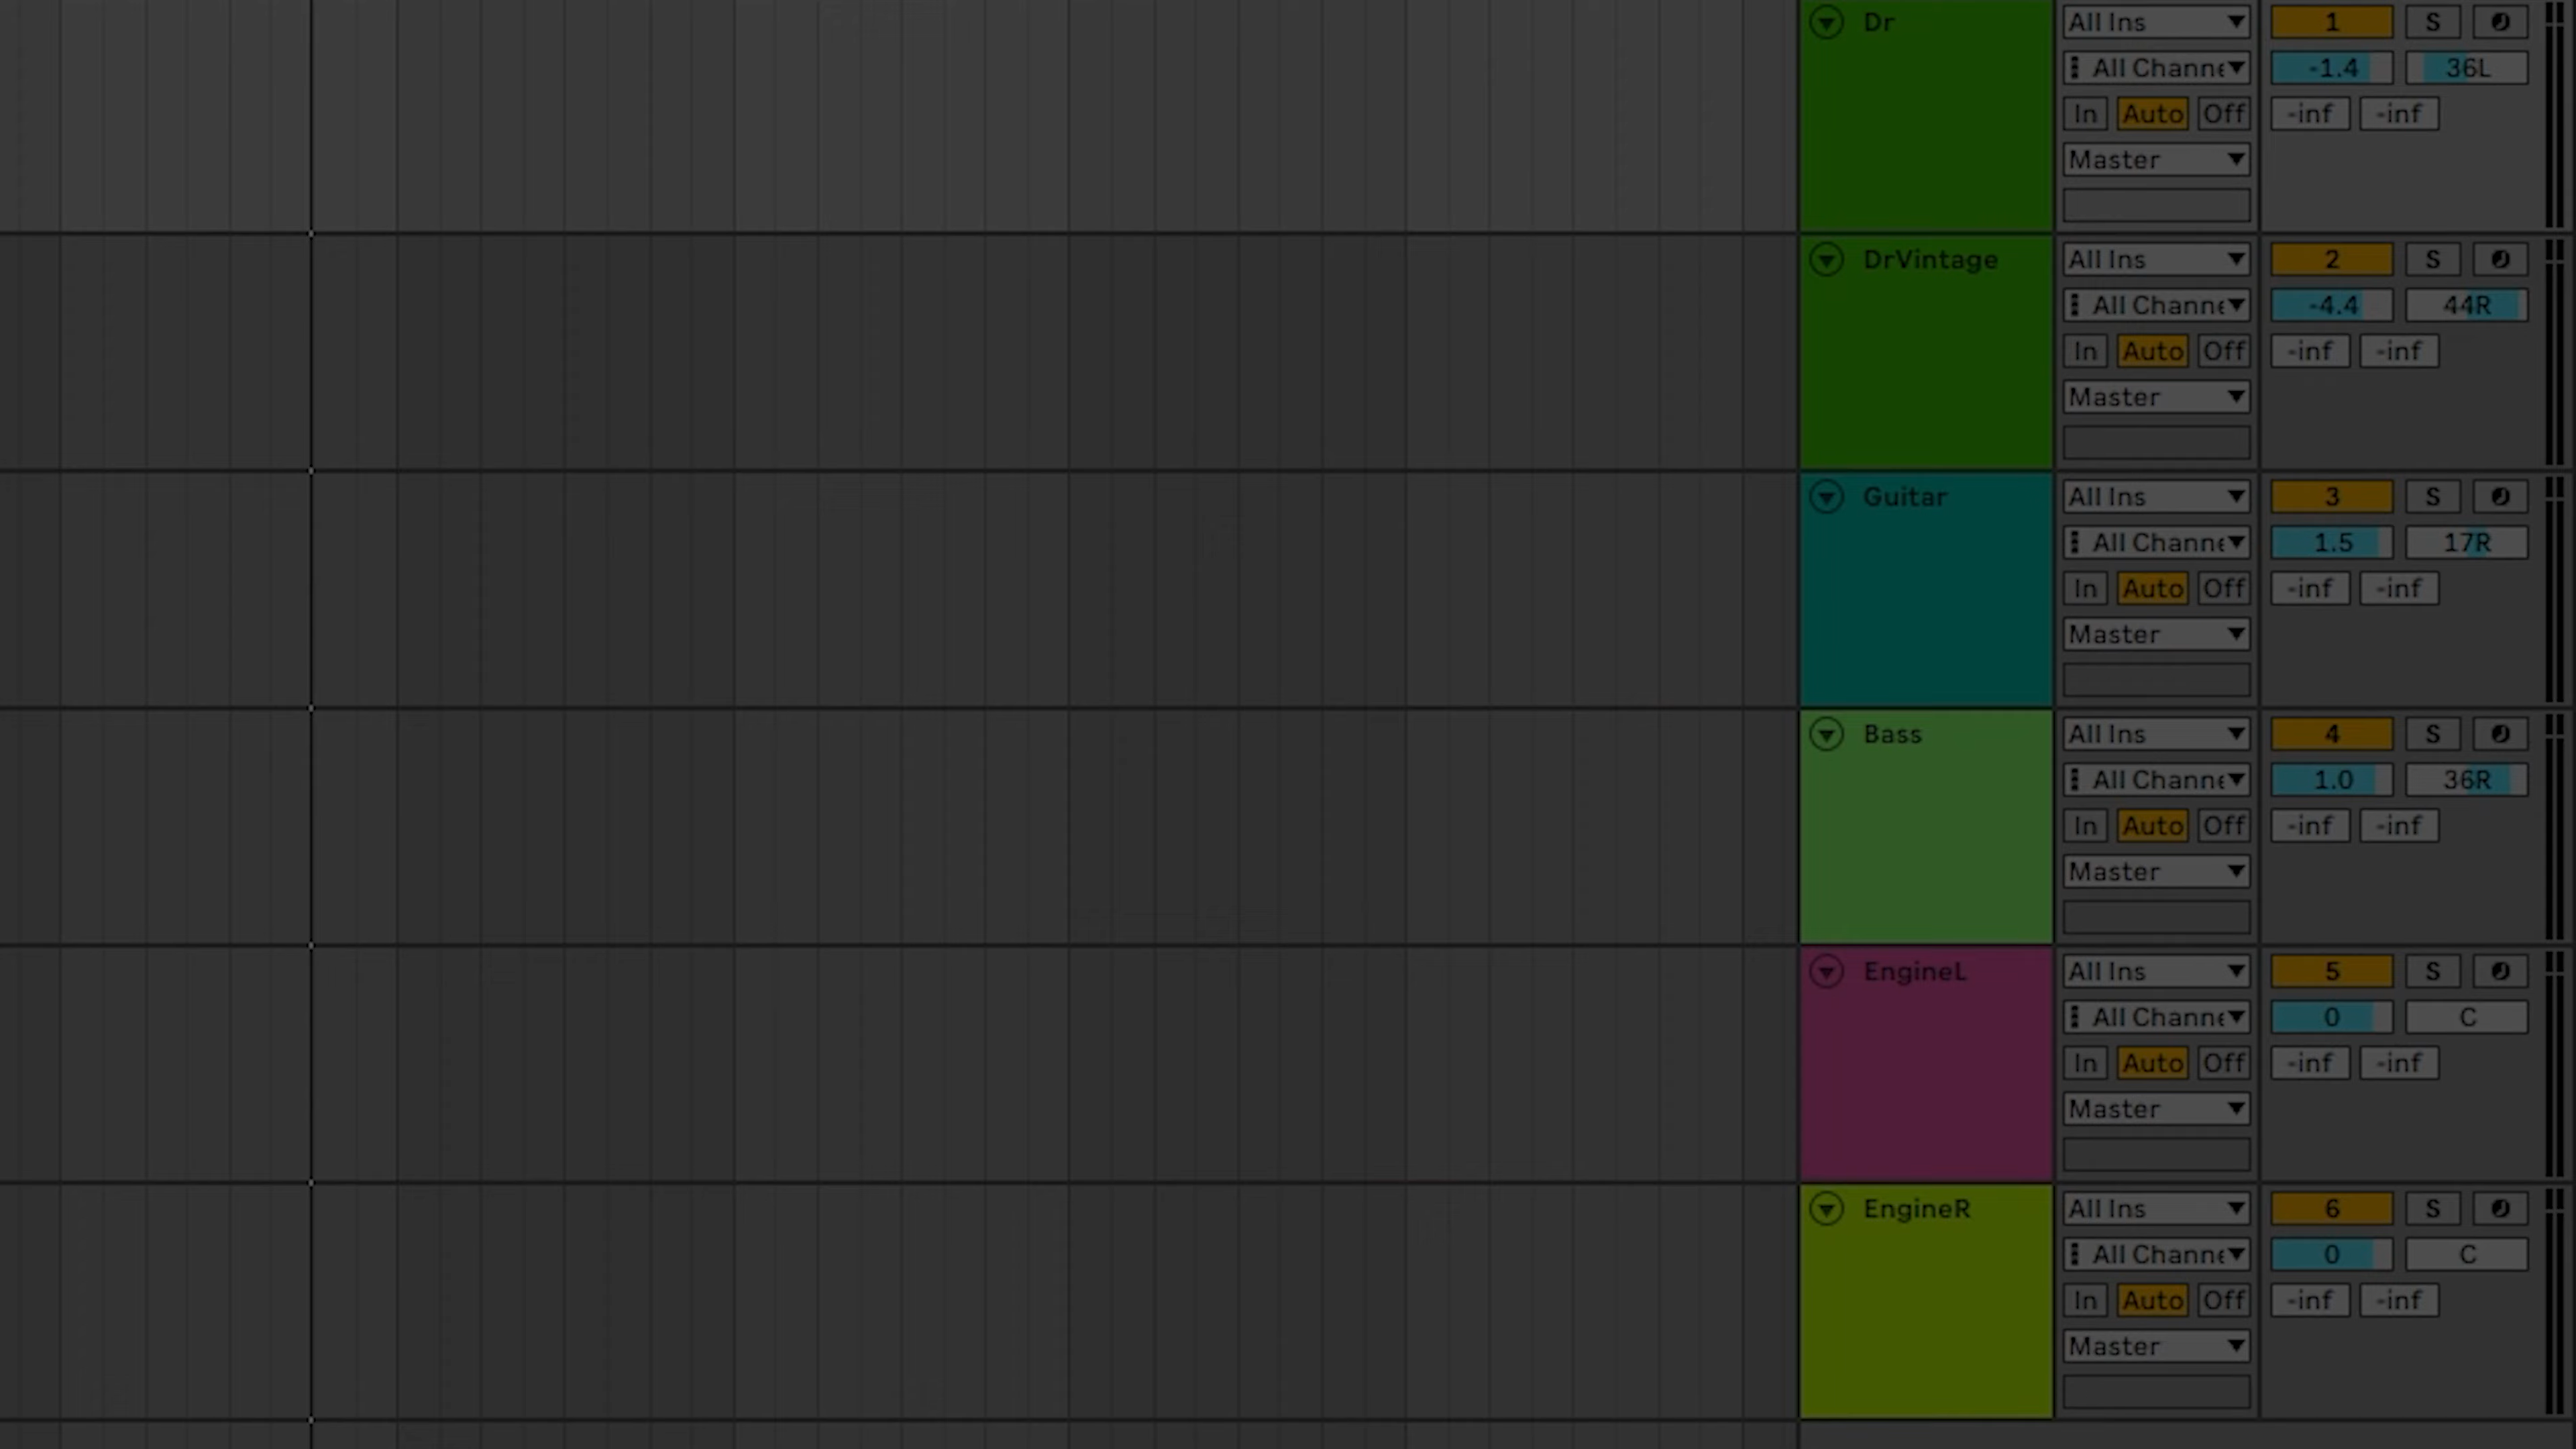 Dr All Ins 1 S
All Channe -1.4 36L
In Auto Off -inf -inf
Master
DrVintage All Ins 2 S
All Channe -4.4 44R
In Auto Off -inf -inf
Master
Guitar All Ins 3 S
All Channe 1.5 17R
In Auto Off -inf -inf
Master
Bass All Ins 4 S
All Channe 1.0 36R
In Auto Off -inf -inf
Master
EngineL All Ins 5 S
All Channe 0 C
In Auto Off -inf -inf
Master
EngineR All Ins 6 S
All Channe 0 C
In Auto Off -inf -inf
Master